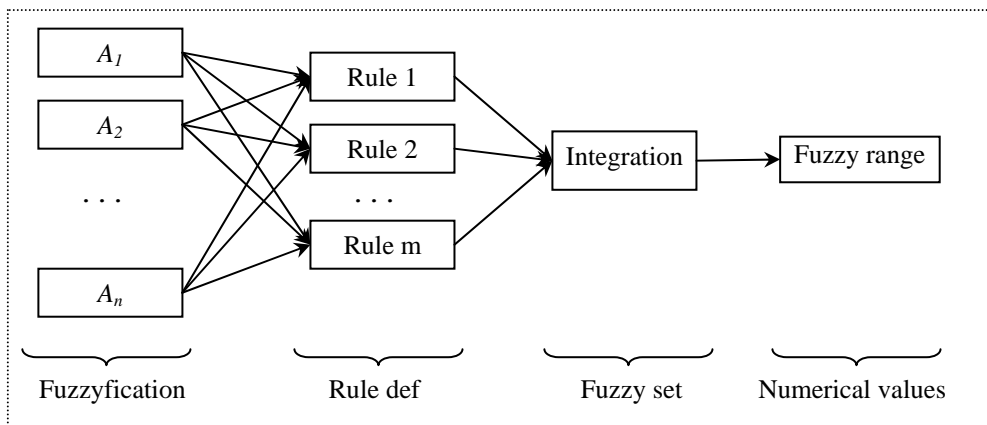 A1
Rule 1
A2
Rule 2
Integration
Fuzzy range
. . .
. . .
Rule m
An
Fuzzyfication
Rule def
Fuzzy set
Numerical values